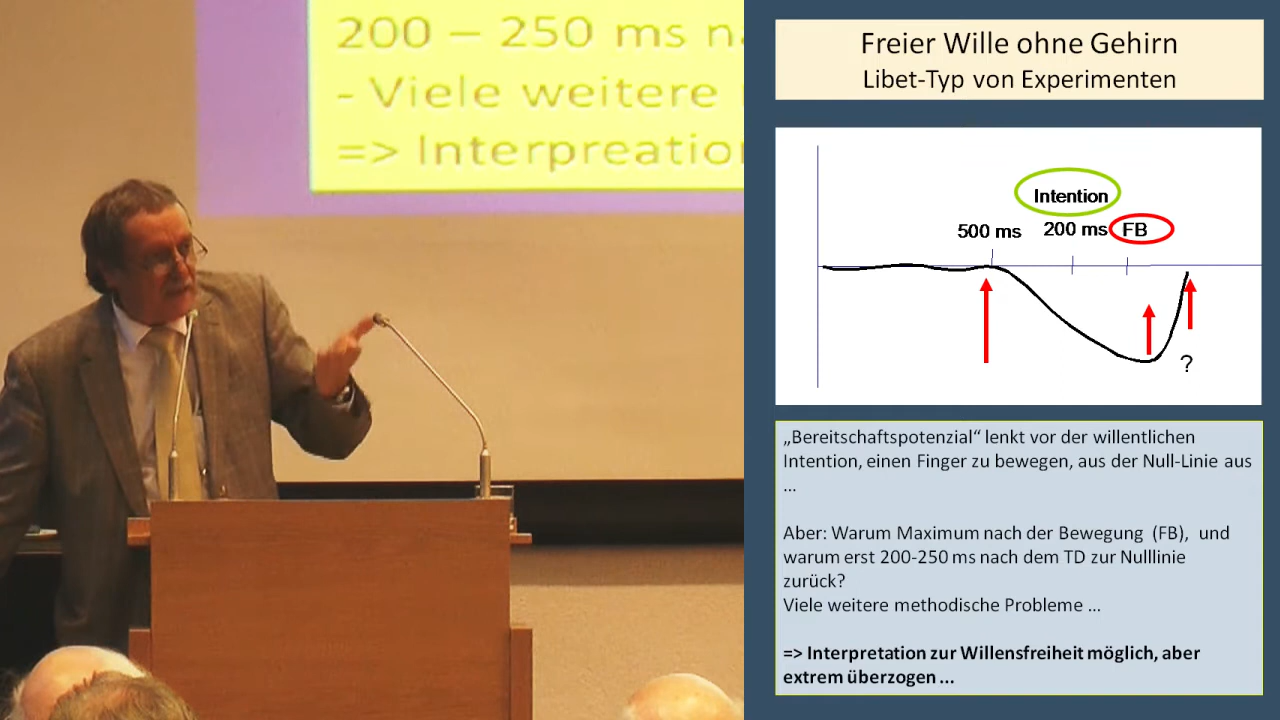 200 – 250 ms
- Viele weitere
=> Interpreation
Freier Wille ohne Gehirn
Libet-Typ von Experimenten
Intention
500 ms 200 ms FB
?
„Bereitschaftspotenzial“ lenkt vor der willentlichen
Intention, einen Finger zu bewegen, aus der Null-Linie aus
...
Aber: Warum Maximum nach der Bewegung (FB), und
warum erst 200-250 ms nach dem TD zur Nulllinie
zurück?
Viele weitere methodische Probleme ...
=> Interpretation zur Willensfreiheit möglich, aber
extrem überzogen ...